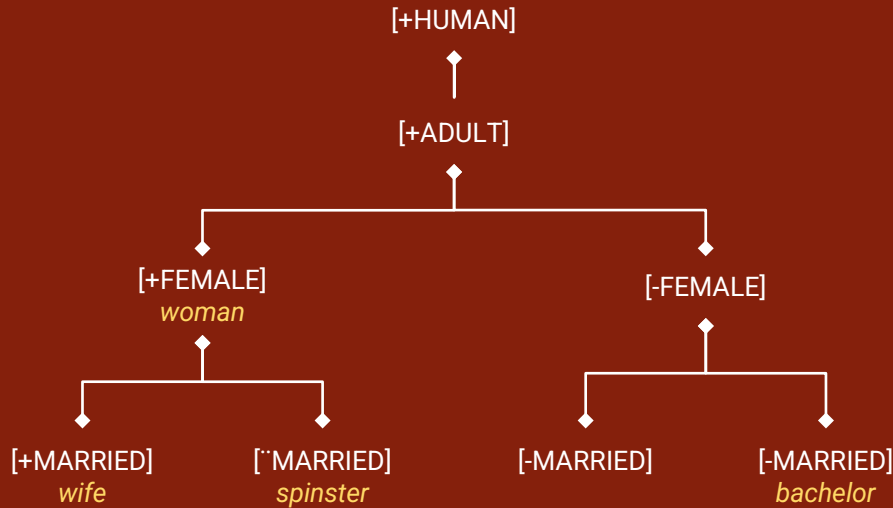 [+HUMAN]
[+ADULT]
[+FEMALE]
woman
[-FEMALE]
[+MARRIED]
wife
[¨MARRIED]
spinster
[-MARRIED]
[-MARRIED]
bachelor